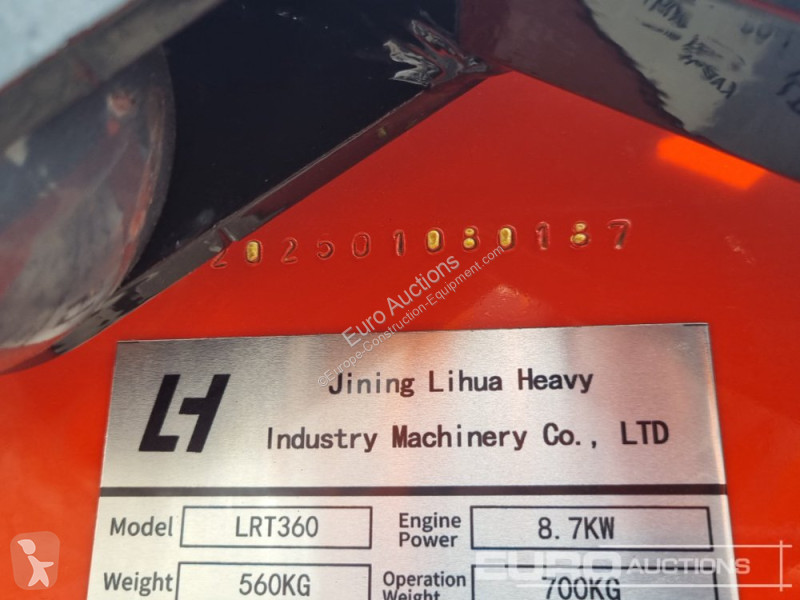 202501080187
Euro Auctions
©Europe-Construction-Equipment.com
LH
Jining Lihua Heavy
Industry Machinery Co., LTD
Model LRT360 Engine Power 8.7KW
Weight 560KG Operation Weight 700KG
EURO AUCTIONS